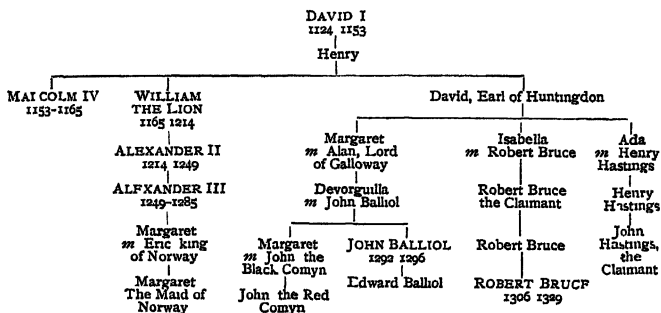 DAVID I
1124 1153
Henry
MAI COLM IV
1153-1165
WILLIAM
THE LION
1165 1214
David, Earl of Huntingdon
ALEXANDER II
1214 1249
Margaret
m Alan, Lord
of Galloway
Isabella
m Robert Bruce
Ada
m Henry
Hastings
ALFXANDER III
1249-1285
Devorguilla
m John Balliol
Robert Bruce
the Claimant
Henry
Hastings
Margaret
m Eric king
of Norway
Margaret
m John the
Black Comyn
JOHN BALLIOL
1292 1296
Robert Bruce
John
Hastings,
the
Claimant
Margaret
The Maid of
Norway
John the Red
Comyn
Edward Balliol
ROBERT BRUCF
1306 1329